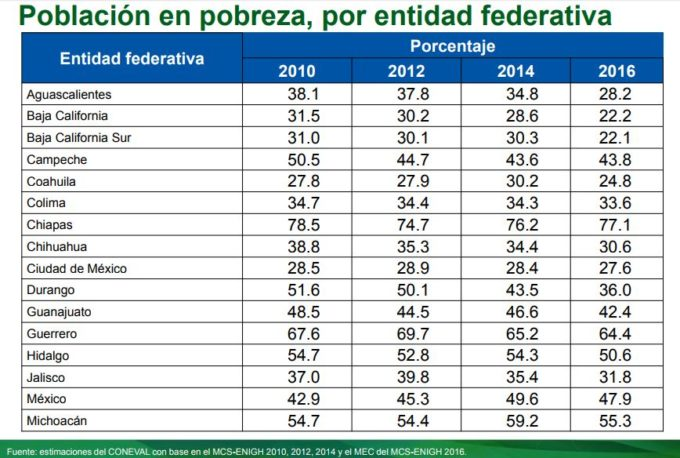 Población en pobreza, por entidad federativa
Entidad federativa Porcentaje
2010 2012 2014 2016
Aguascalientes 38.1 37.8 34.8 28.2
Baja California 31.5 30.2 28.6 22.2
Baja California Sur 31.0 30.1 30.3 22.1
Campeche 50.5 44.7 43.6 43.8
Coahuila 27.8 27.9 30.2 24.8
Colima 34.7 34.4 34.3 33.6
Chiapas 78.5 74.7 76.2 77.1
Chihuahua 38.8 35.3 34.4 30.6
Ciudad de México 28.5 28.9 28.4 27.6
Durango 51.6 50.1 43.5 36.0
Guanajuato 48.5 44.5 46.6 42.4
Guerrero 67.6 69.7 65.2 64.4
Hidalgo 54.7 52.8 54.3 50.6
Jalisco 37.0 39.8 35.4 31.8
México 42.9 45.3 49.6 47.9
Michoacán 54.7 54.4 59.2 55.3
Fuente: estimaciones del CONEVAL con base en el MCS-ENIGH 2010, 2012, 2014 y el MEC del MCS-ENIGH 2016.